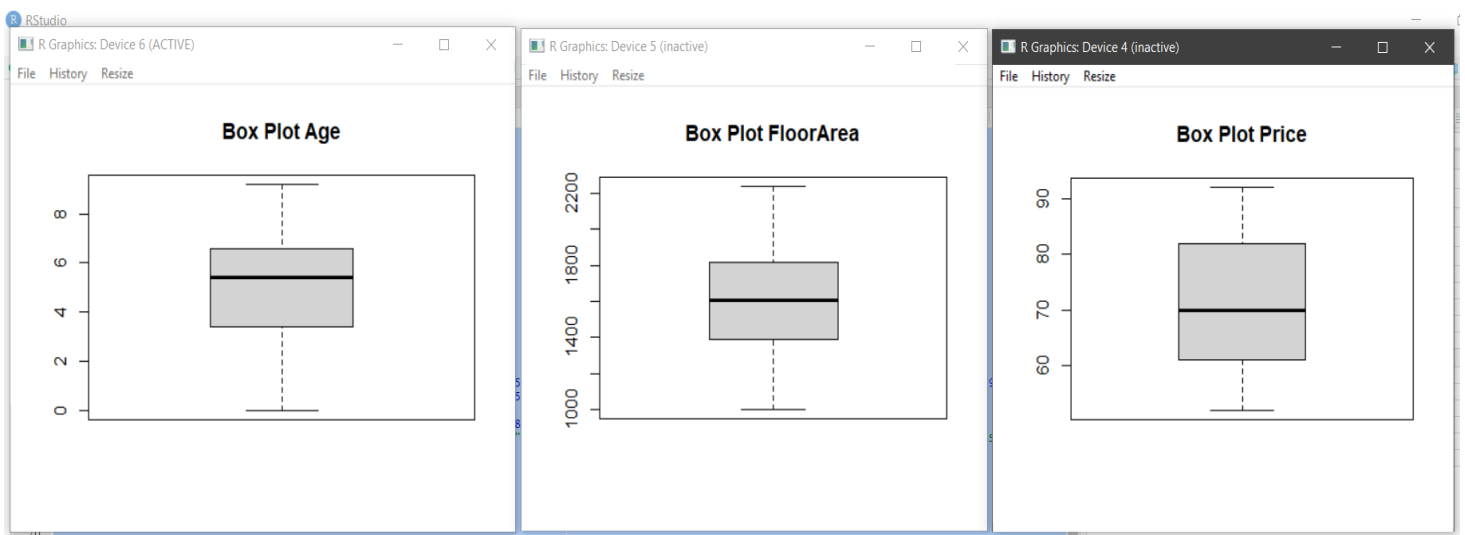 RStudio
R Graphics: Device 6 (ACTIVE)
File History Resize
Box Plot Age
8
6
4
2
0
R Graphics: Device 5 (inactive)
File History Resize
Box Plot FloorArea
2200
1800
1400
1000
R Graphics: Device 4 (inactive)
File History Resize
Box Plot Price
90
80
70
60